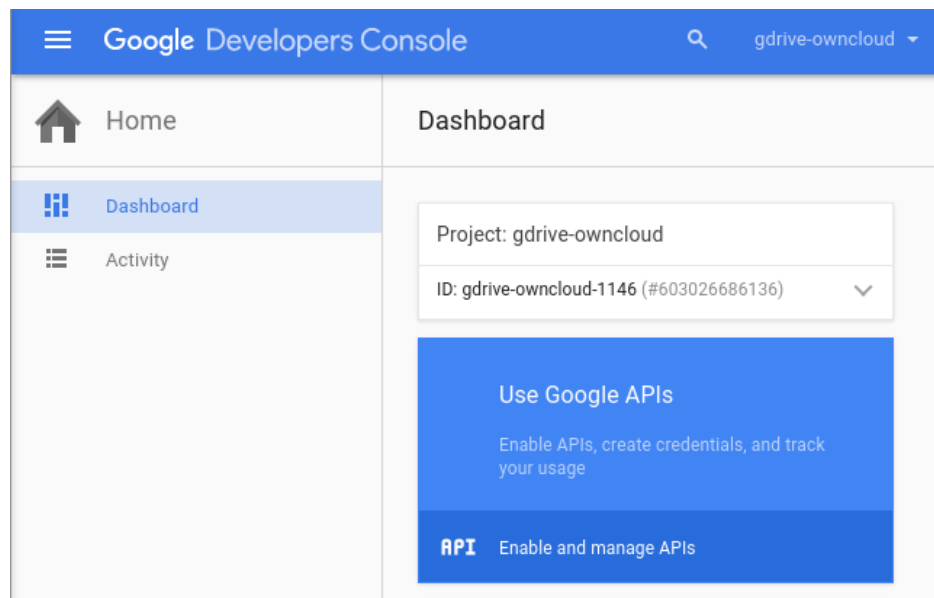 Google Developers Console
gdrive-owncloud
Home
Dashboard
Dashboard
Activity
Project: gdrive-owncloud
ID: gdrive-owncloud-1146 (#603026686136)
Use Google APIs
Enable APIs, create credentials, and track
your usage
API Enable and manage APIs